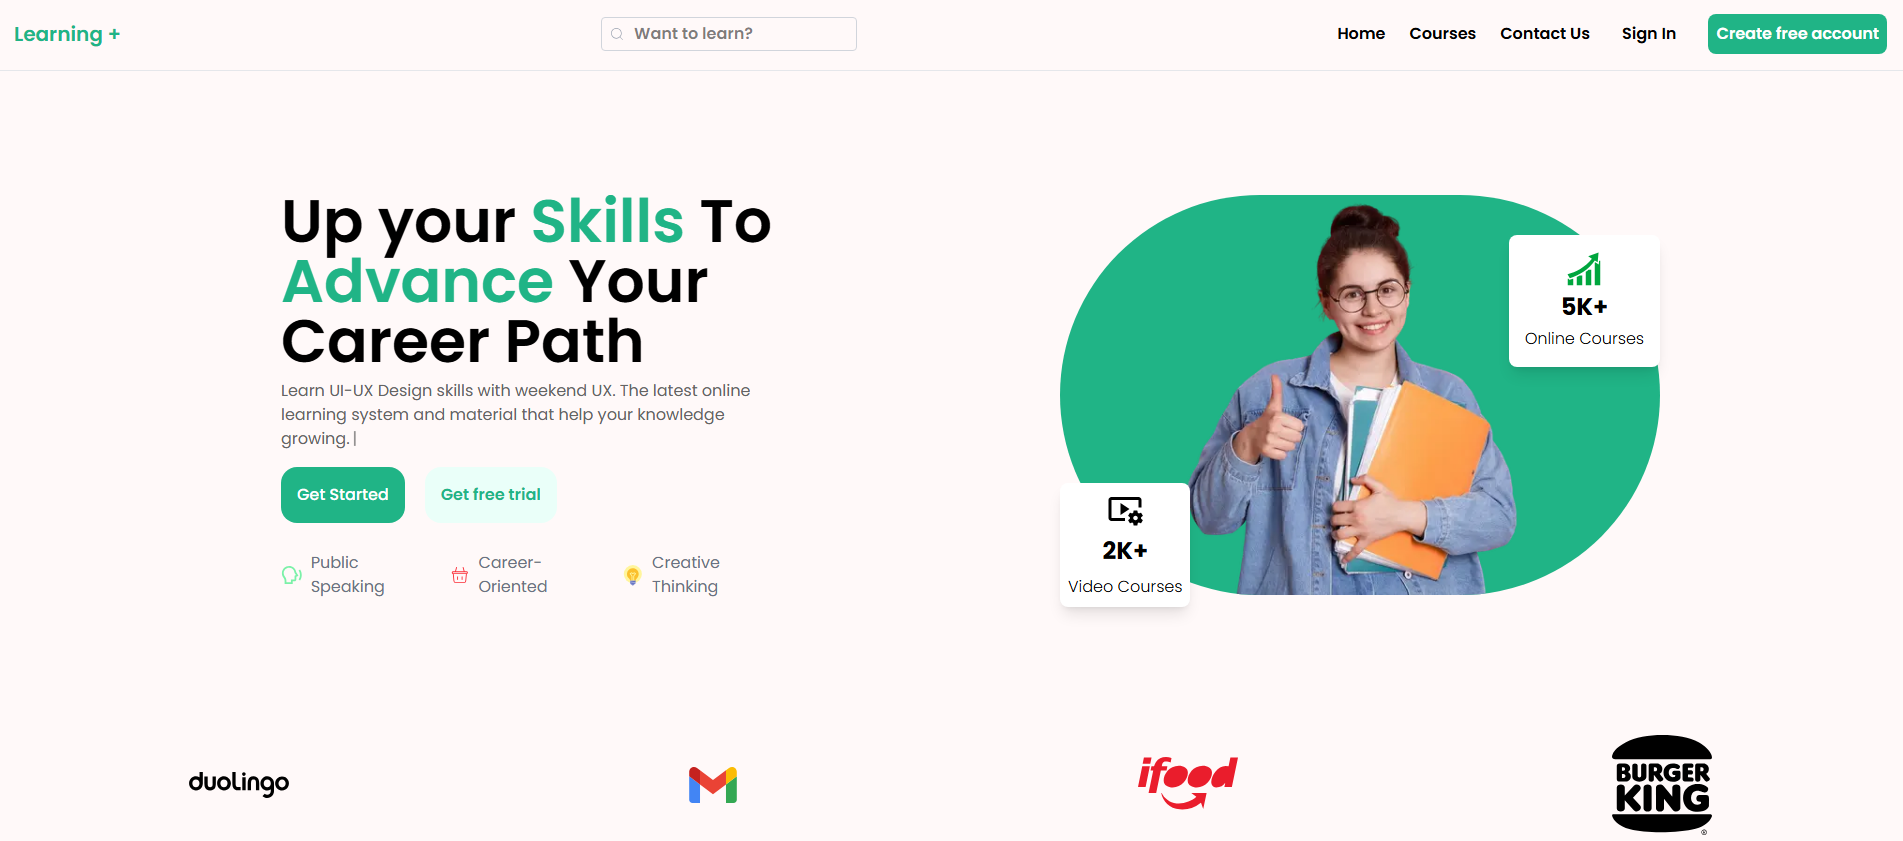 Learning +
Want to learn?
Home
Courses
Contact Us
Sign In
Create free account
Up your Skills To
Advance Your
Career Path
Learn UI-UX Design skills with weekend UX. The latest online
learning system and material that help your knowledge
growing. |
Get Started
Get free trial
Public
Speaking
Career-
Oriented
Creative
Thinking
5K+
Online Courses
2K+
Video Courses
duolingo
ifood
BURGER
KING
®